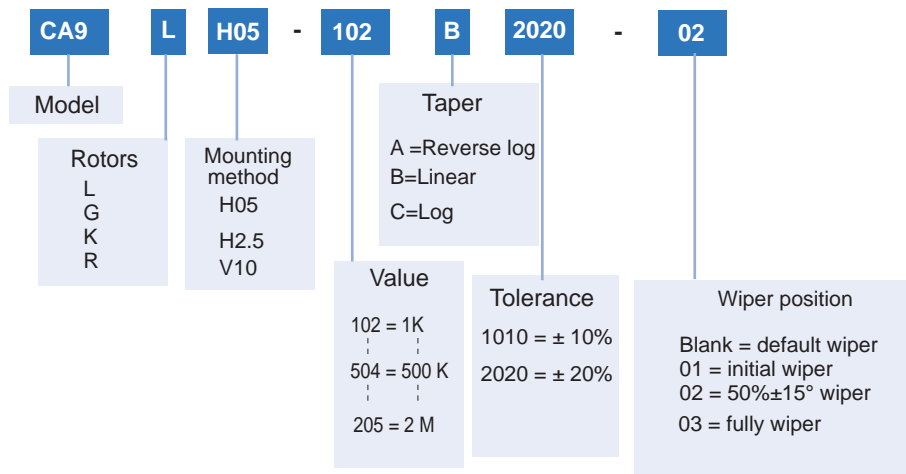 CA9 L H05 - 102 B 2020 - 02
Model
Rotors
L
G
K
R
Mounting
method
H05
H2.5
V10
Value
102 = 1K
504 = 500 K
205 = 2 M
Taper
A =Reverse log
B=Linear
C=Log
Tolerance
1010 = ± 10%
2020 = ± 20%
Wiper position
Blank = default wiper
01 = initial wiper
02 = 50%±15° wiper
03 = fully wiper